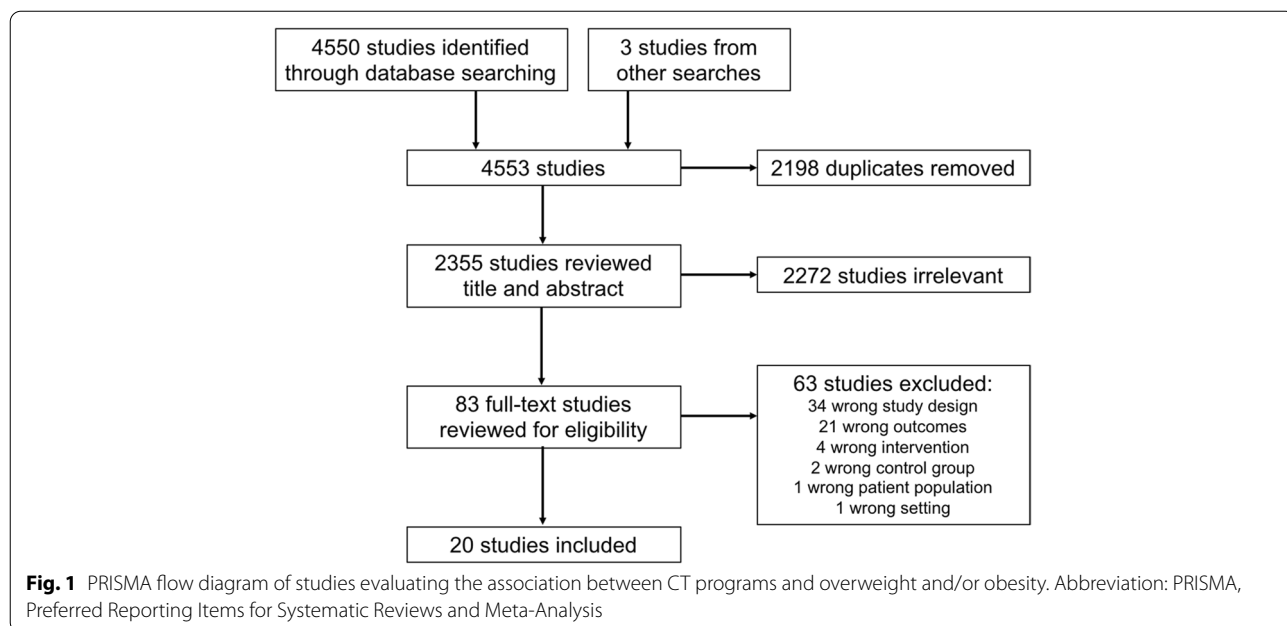 4550 studies identified
through database searching
3 studies from
other searches
4553 studies
2198 duplicates removed
2355 studies reviewed
title and abstract
2272 studies irrelevant
83 full-text studies
reviewed for eligibility
63 studies excluded:
34 wrong study design
21 wrong outcomes
4 wrong intervention
2 wrong control group
1 wrong patient population
1 wrong setting
20 studies included
Fig. 1 PRISMA flow diagram of studies evaluating the association between CT programs and overweight and/or obesity. Abbreviation: PRISMA,
Preferred Reporting Items for Systematic Reviews and Meta-Analysis